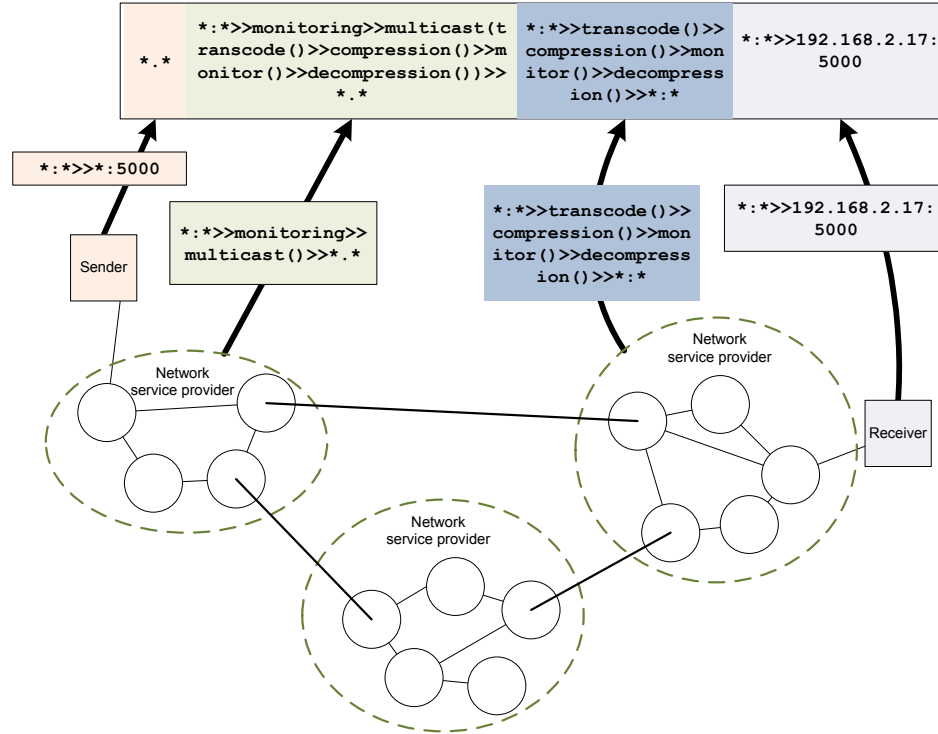 *.*
*:*>>monitoring>>multicast(t
ranscode()>>compression()>>m
onitor()>>decompression())>>
*.*
*:*>>transcode()>>
compression()>>mon
itor()>>decompress
ion()>>*:*
*:*>>192.168.2.17:
5000
*:*>>*:5000
*:*>>monitoring>>
multicast()>>*.*
*:*>>transcode()>>
compression()>>mon
itor()>>decompress
ion()>>*:*
*:*>>192.168.2.17:
5000
Sender
Network
service provider
Network
service provider
Receiver
Network
service provider